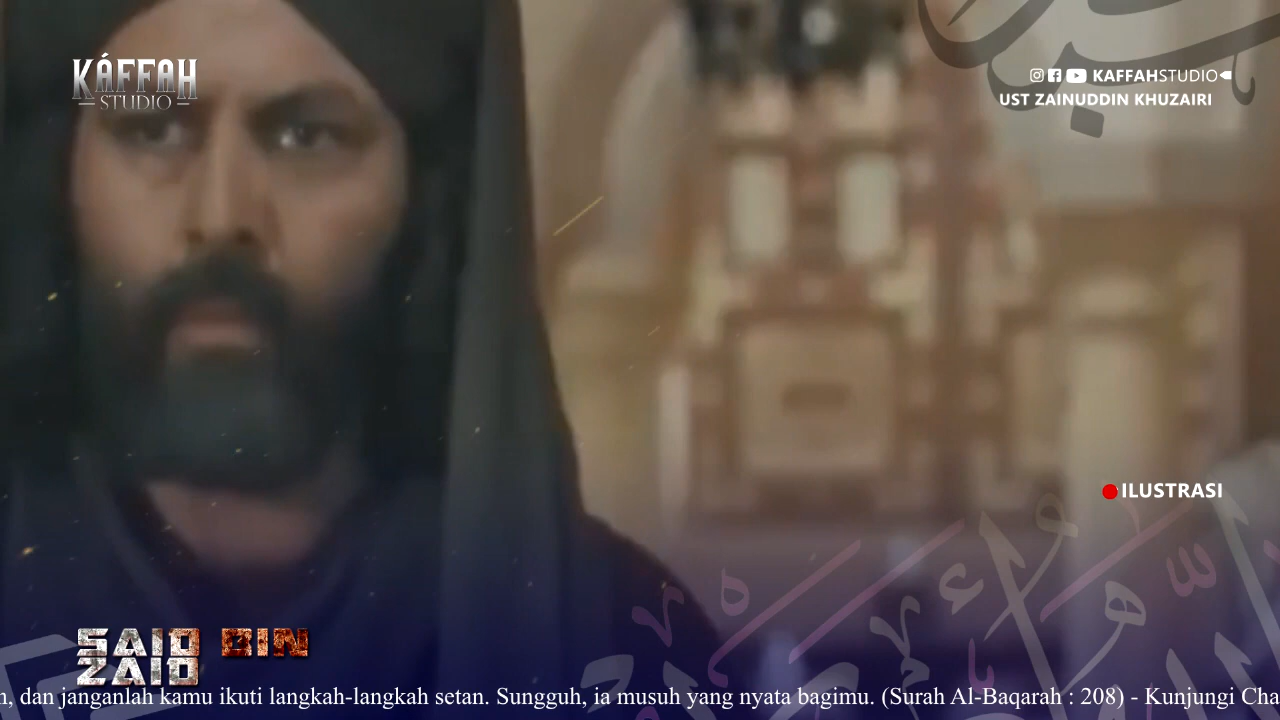 KÁFFAH
STUDIO
KAFFAHSTUDIO
UST ZAINUDDIN KHUZAIRI
ILUSTRASI
SAID BIN
ZAID
, dan janganlah kamu ikuti langkah-langkah setan. Sungguh, ia musuh yang nyata bagimu. (Surah Al-Baqarah : 208) - Kunjungi